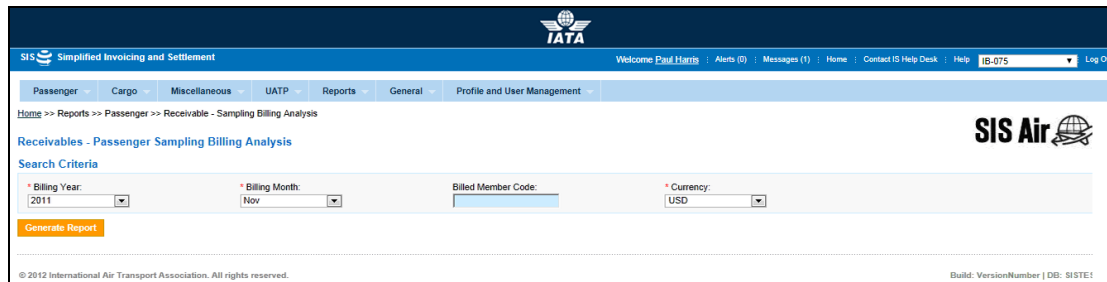 IATA
SIS Simplified Invoicing and Settlement
Welcome Paul Harris Alerts (0) Messages (1) Home Contact IS Help Desk Help IB-075 Log O
Passenger Cargo Miscellaneous UATP Reports General Profile and User Management
Home >> Reports >> Passenger >> Receivable - Sampling Billing Analysis
SIS Air
Receivables - Passenger Sampling Billing Analysis
Search Criteria
* Billing Year: * Billing Month: Billed Member Code: * Currency:
2011 Nov USD
Generate Report
© 2012 International Air Transport Association. All rights reserved. Build: VersionNumber | DB: SISTES